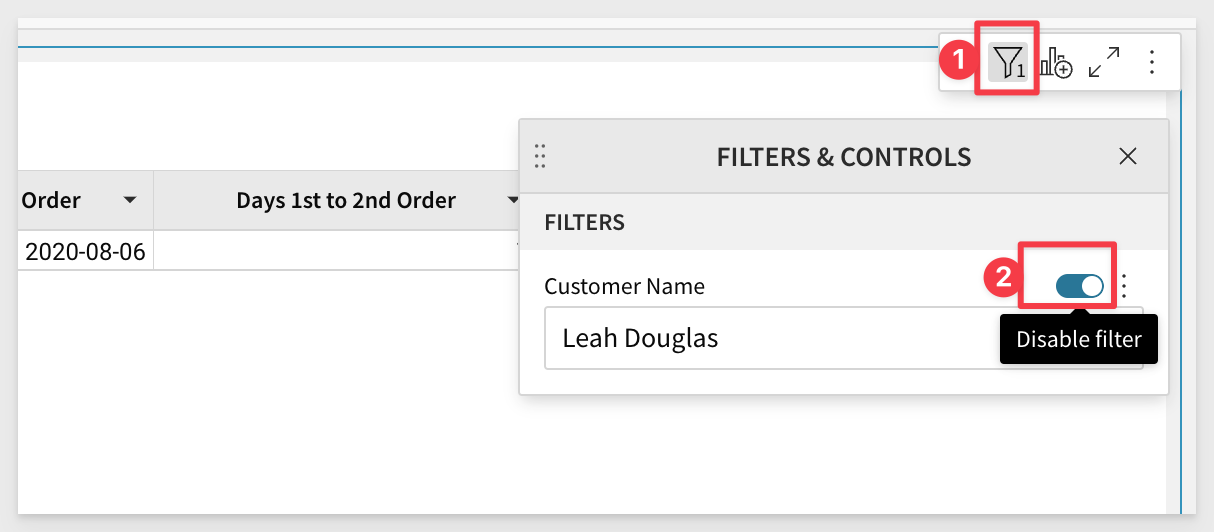 1
1
FILTERS & CONTROLS
Order
Days 1st to 2nd Order
FILTERS
2020-08-06
2
Customer Name
Leah Douglas
Disable filter